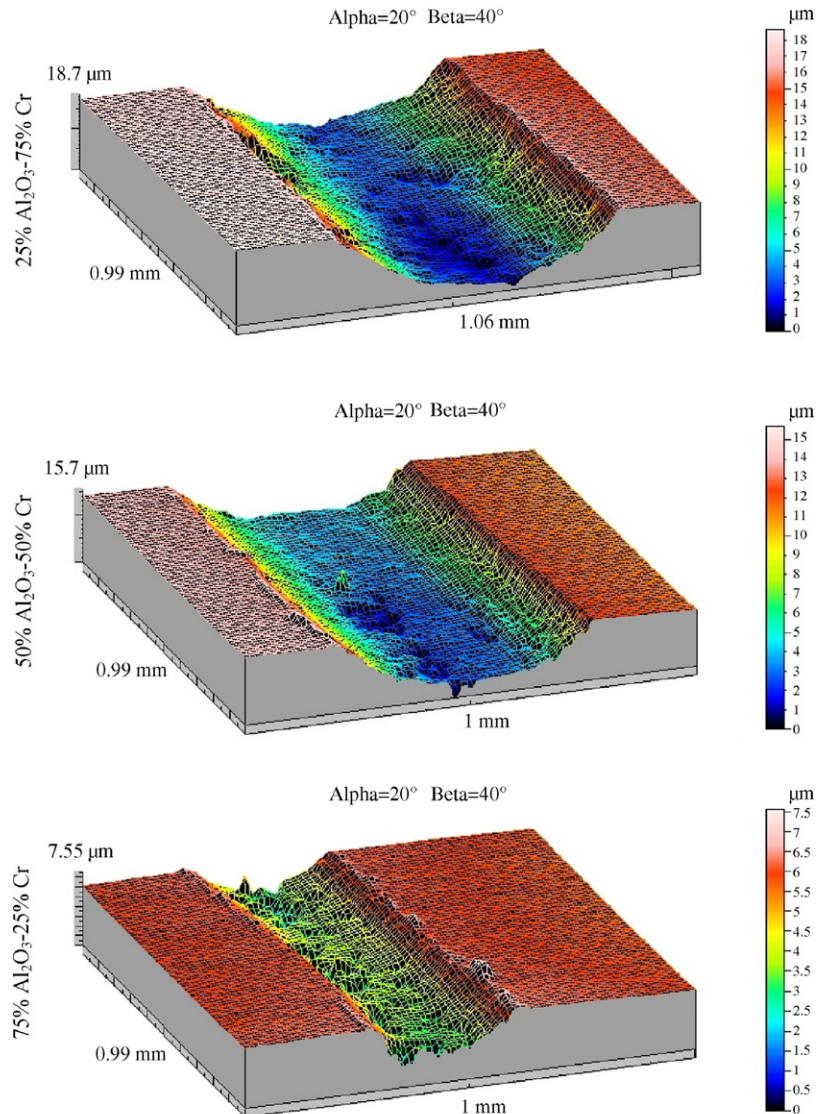 Alpha=20° Beta=40°
μm
18.7 μm
25% Al₂O₃-75% Cr
0.99 mm
1.06 mm
18
17
16
15
14
13
12
11
10
9
8
7
6
5
4
3
2
1
0
Alpha=20° Beta=40°
μm
15.7 μm
50% Al₂O₃-50% Cr
0.99 mm
1 mm
15
14
13
12
11
10
9
8
7
6
5
4
3
2
1
0
Alpha=20° Beta=40°
μm
7.55 μm
75% Al₂O₃-25% Cr
0.99 mm
1 mm
7.5
7
6.5
6
5.5
5
4.5
4
3.5
3
2.5
2
1.5
1
0.5
0